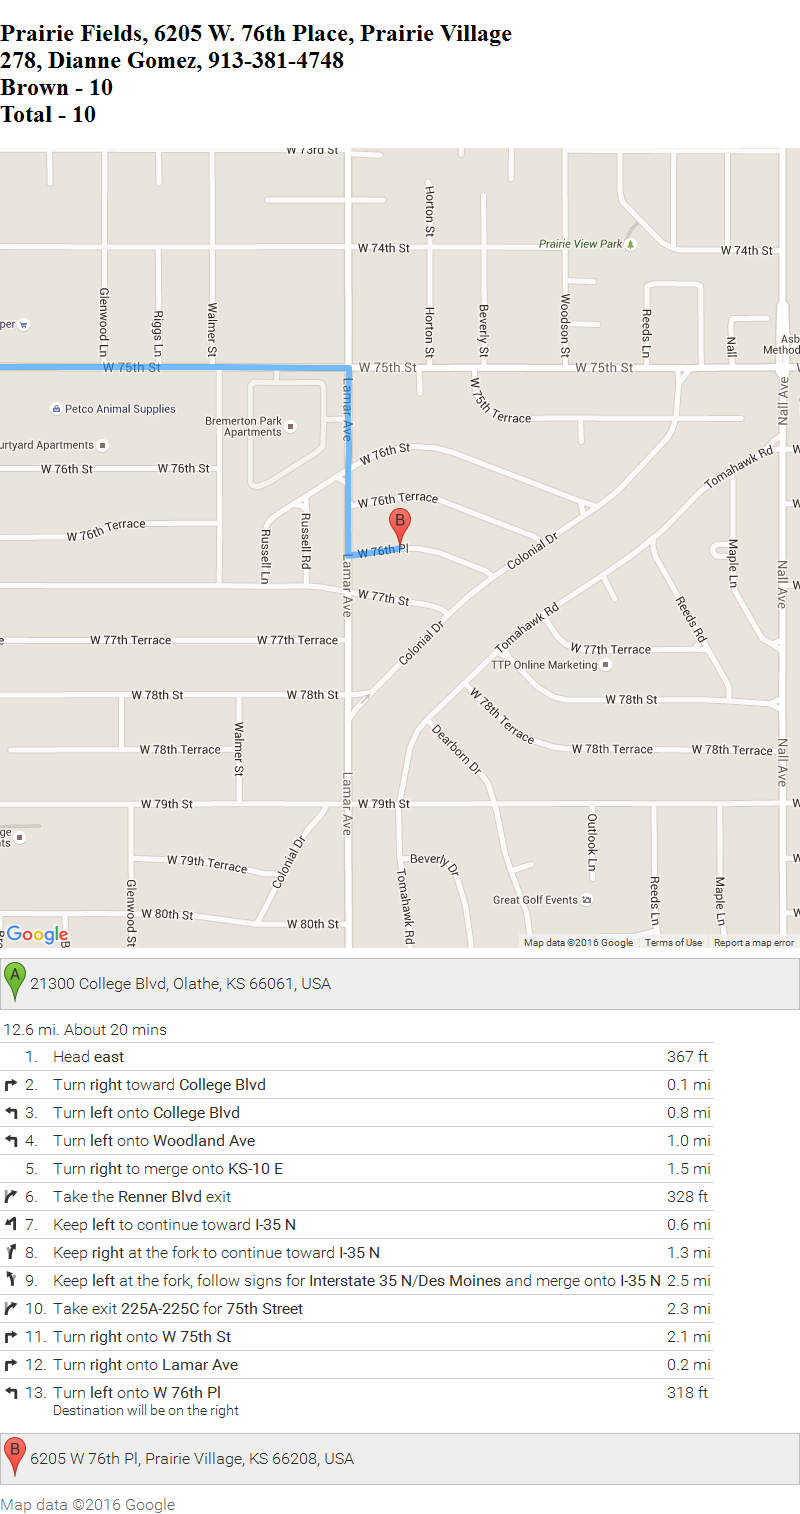 Prairie Fields, 6205 W. 76th Place, Prairie Village
278, Dianne Gomez, 913-381-4748
Brown - 10
Total - 10
W 73rd St
Horton St
Prairie View Park
W 74th St
W 74th St
Glenwood Ln
Riggs Ln
Walmer St
Horton St
Beverly St
Woodson St
Reeds Ln
Nall
per
Asb
Method
W 75th St
W 75th St
W 75th St
Lamar Ave
W 75th Terrace
Nall Ave
Petco Animal Supplies
Bremerton Park
Apartments
urtyard Apartments
W 76th St
W 76th St
W 76th St
Tomahawk Rd
W
W 76th Terrace
W 76th Terrace
W
B
Russell Ln
Russell Rd
W 76th Pl
Colonial Dr
Maple Ln
Lamar Ave
Nall Ave
W 77th St
Reeds Rd
W
Tomahawk Rd
e
W 77th Terrace
W 77th Terrace
Colonial Dr
W 77th Terrace
TTP Online Marketing
W 78th St
W 78th St
W 78th St
W 78th Terrace
Walmer St
Dearborn Dr
W 78th Terrace
W 78th Terrace
W 78th Terrace
Nall Ave
Lamar Ave
W 79th St
W 79th St
W
ge
ts
Outlook Ln
Colonial Dr
W 79th Terrace
Beverly Dr
W
Glenwood St
Tomahawk Rd
Reeds Ln
Maple Ln
Great Golf Events
W 80th St
W 80th St
W
B
Google
Map data ©2016 Google
Terms of Use
Report a map error
A
21300 College Blvd, Olathe, KS 66061, USA
12.6 mi. About 20 mins
1. Head east 367 ft
2. Turn right toward College Blvd 0.1 mi
3. Turn left onto College Blvd 0.8 mi
4. Turn left onto Woodland Ave 1.0 mi
5. Turn right to merge onto KS-10 E 1.5 mi
6. Take the Renner Blvd exit 328 ft
7. Keep left to continue toward I-35 N 0.6 mi
8. Keep right at the fork to continue toward I-35 N 1.3 mi
9. Keep left at the fork, follow signs for Interstate 35 N/Des Moines and merge onto I-35 N 2.5 mi
10. Take exit 225A-225C for 75th Street 2.3 mi
11. Turn right onto W 75th St 2.1 mi
12. Turn right onto Lamar Ave 0.2 mi
13. Turn left onto W 76th Pl 318 ft
Destination will be on the right
B
6205 W 76th Pl, Prairie Village, KS 66208, USA
Map data ©2016 Google